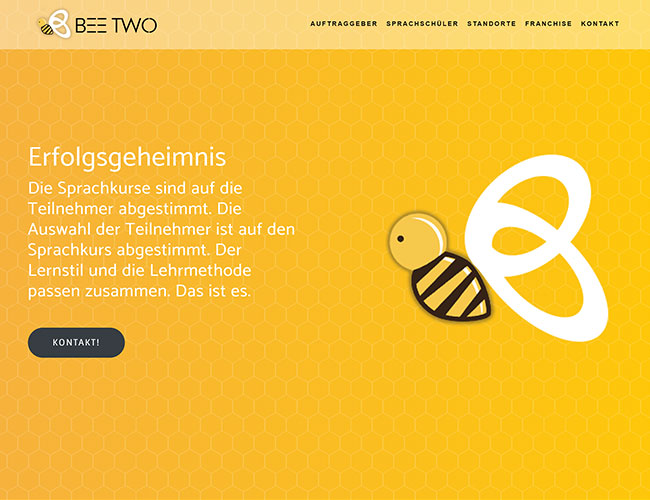 BEE TWO
AUFTRAGGEBER SPRACHSCHÜLER STANDORTE FRANCHISE KONTAKT
Erfolgsgeheimnis
Die Sprachkurse sind auf die
Teilnehmer abgestimmt. Die
Auswahl der Teilnehmer ist auf den
Sprachkurs abgestimmt. Der
Lernstil und die Lehrmethode
passen zusammen. Das ist es.
KONTAKT!